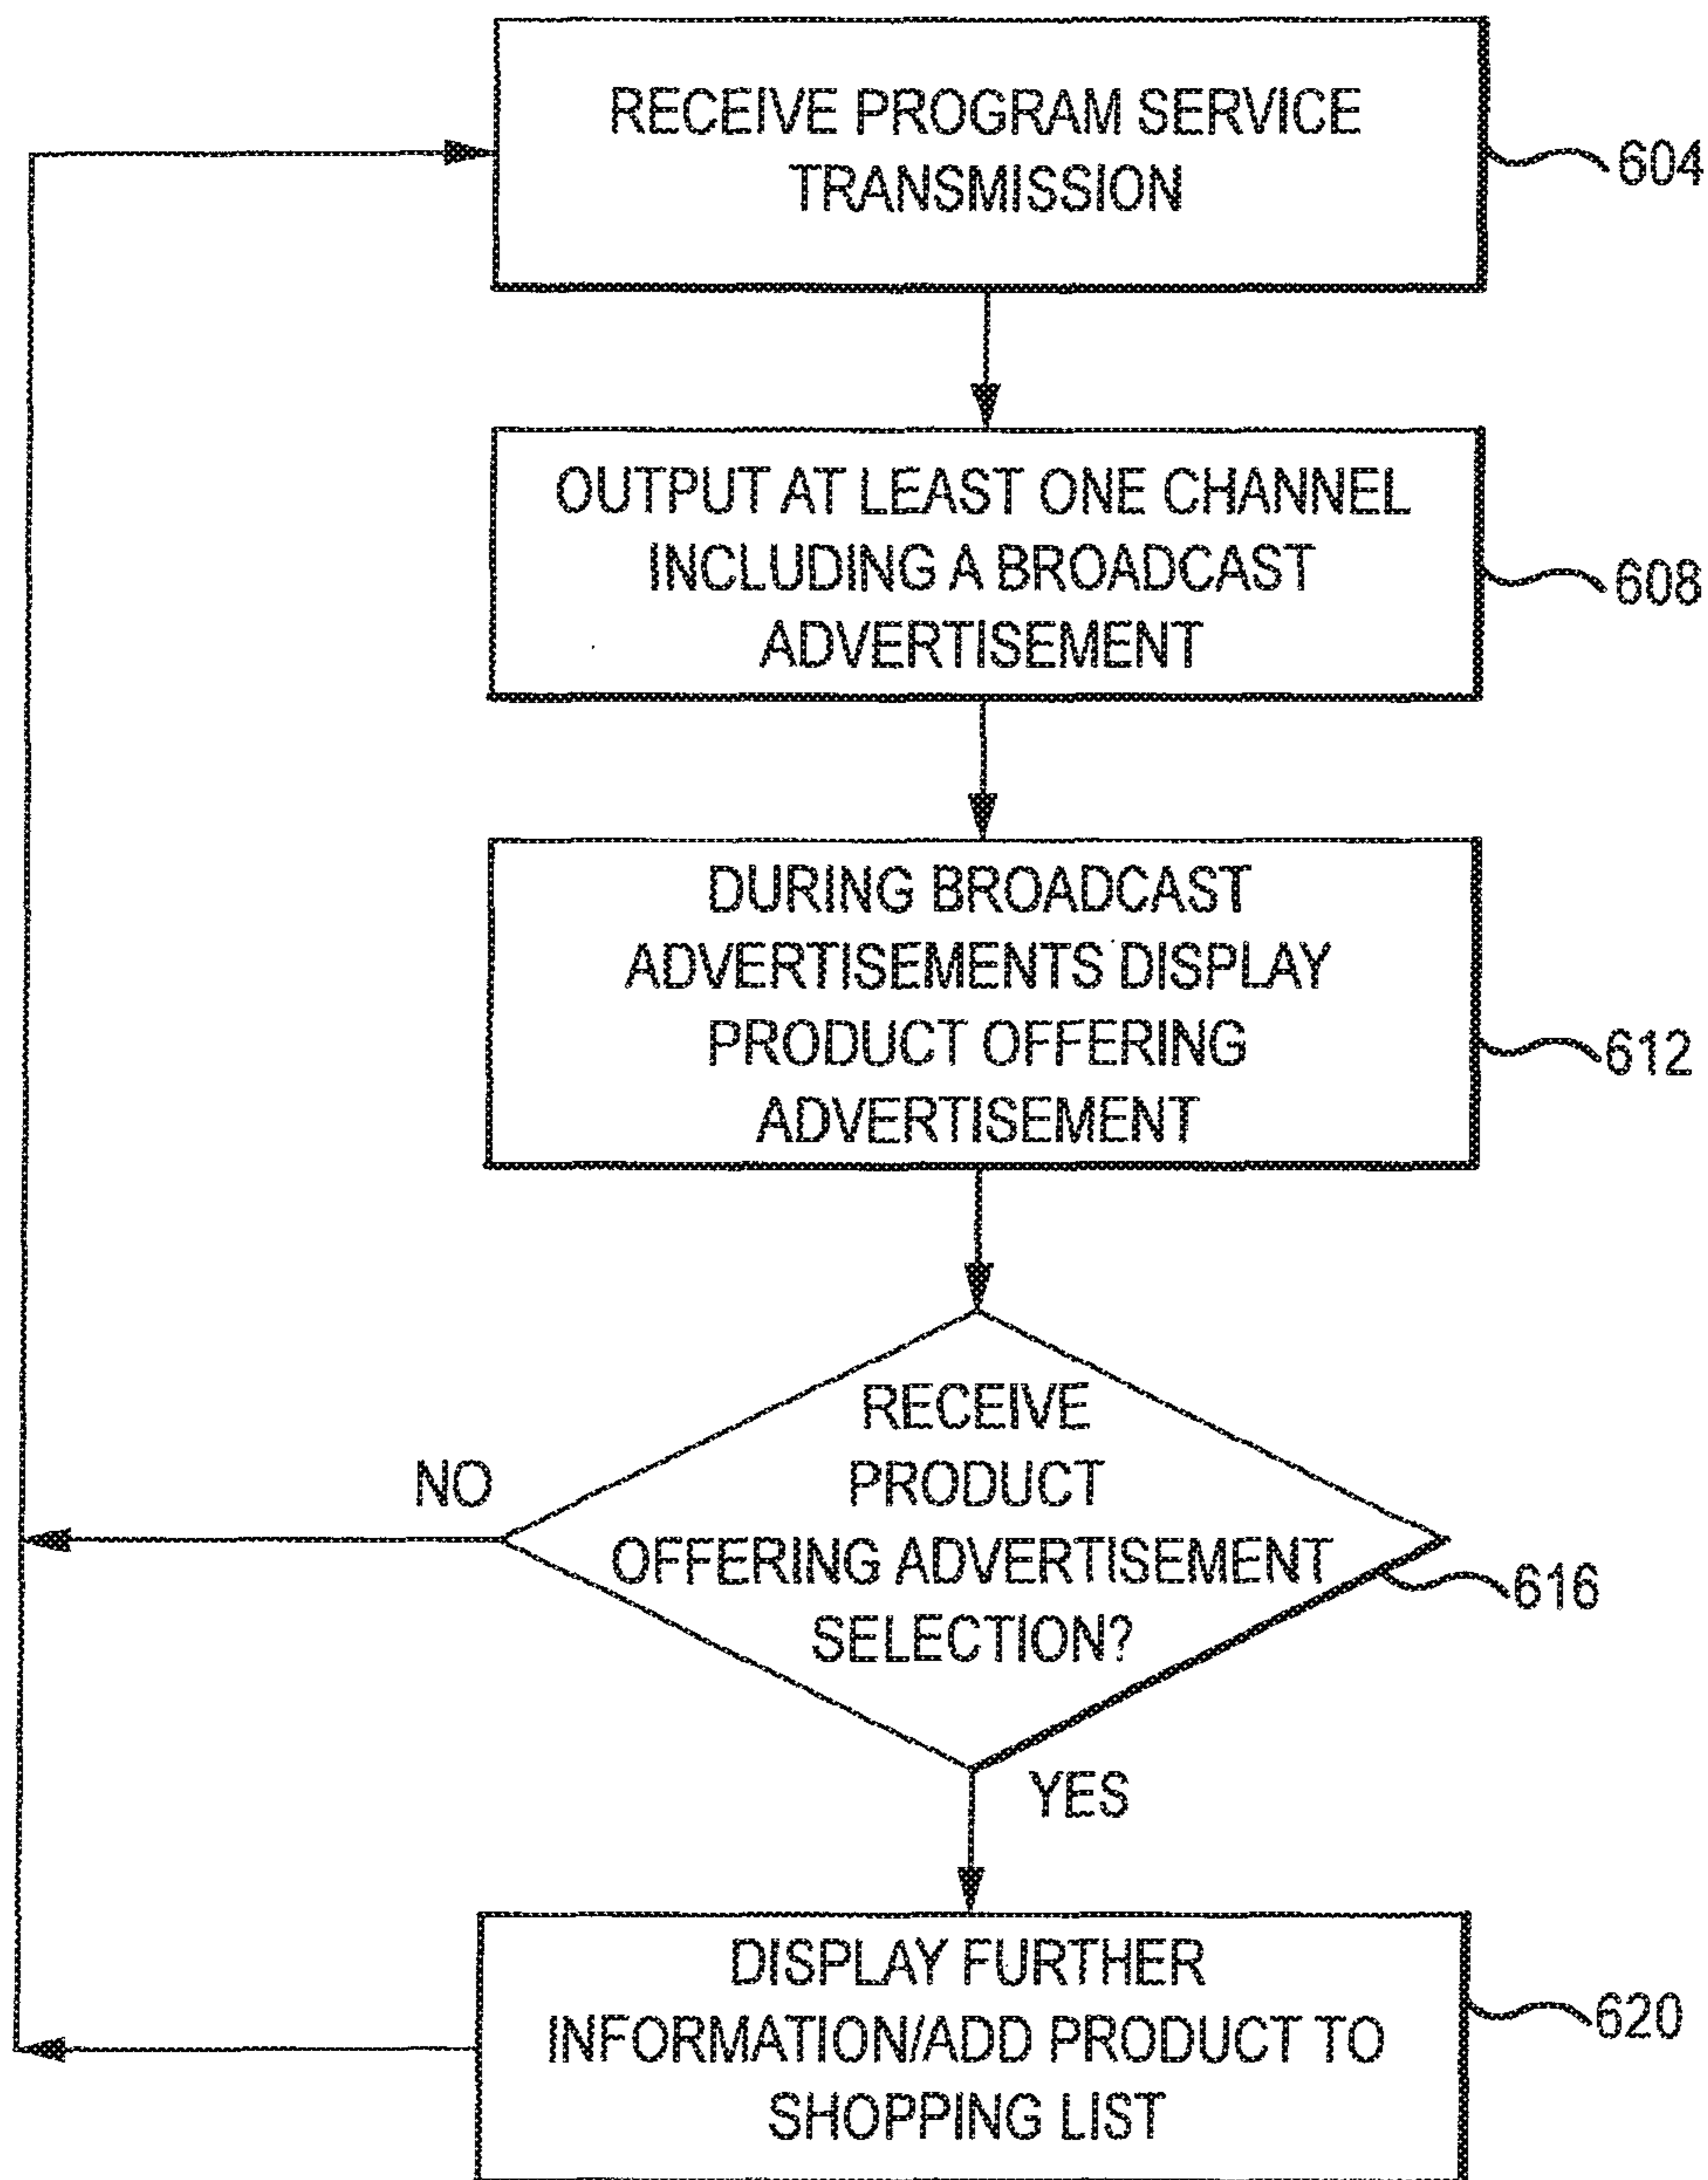 RECEIVE PROGRAM SERVICE
TRANSMISSION
604
OUTPUT AT LEAST ONE CHANNEL
INCLUDING A BROADCAST
ADVERTISEMENT
608
DURING BROADCAST
ADVERTISEMENTS DISPLAY
PRODUCT OFFERING
ADVERTISEMENT
612
RECEIVE
PRODUCT
OFFERING ADVERTISEMENT
SELECTION?
616
NO
YES
DISPLAY FURTHER
INFORMATION/ADD PRODUCT TO
SHOPPING LIST
620